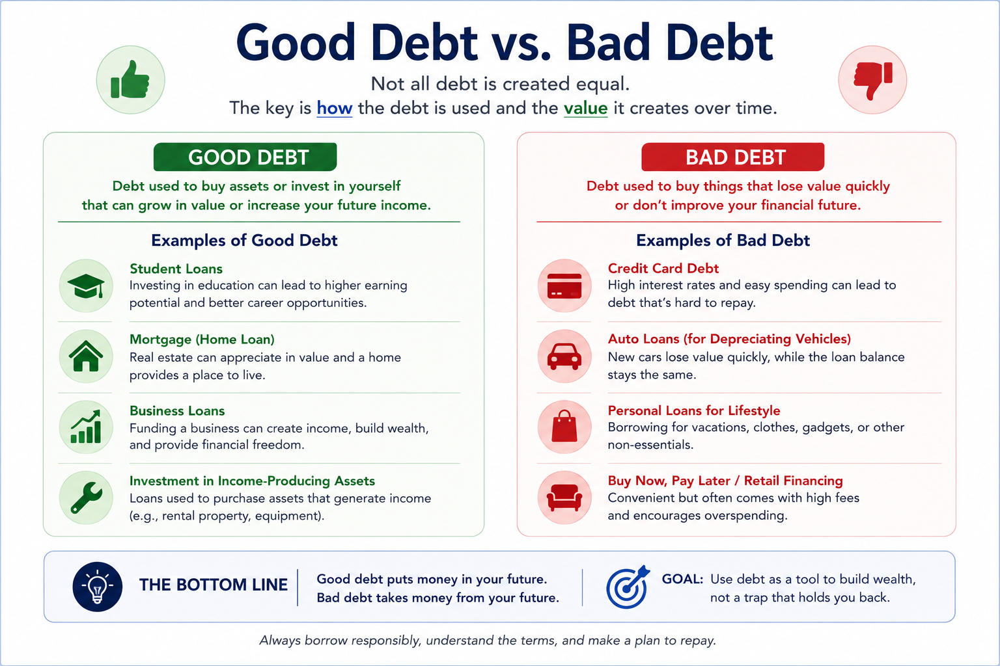 Good Debt vs. Bad Debt
Not all debt is created equal.
The key is how the debt is used and the value it creates over time.
GOOD DEBT
Debt used to buy assets or invest in yourself
that can grow in value or increase your future income.
Examples of Good Debt
Student Loans
Investing in education can lead to higher earning
potential and better career opportunities.
Mortgage (Home Loan)
Real estate can appreciate in value and a home
provides a place to live.
Business Loans
Funding a business can create income, build wealth,
and provide financial freedom.
Investment in Income-Producing Assets
Loans used to purchase assets that generate income
(e.g., rental property, equipment).
BAD DEBT
Debt used to buy things that lose value quickly
or don’t improve your financial future.
Examples of Bad Debt
Credit Card Debt
High interest rates and easy spending can lead to
debt that’s hard to repay.
Auto Loans (for Depreciating Vehicles)
New cars lose value quickly, while the loan balance
stays the same.
Personal Loans for Lifestyle
Borrowing for vacations, clothes, gadgets, or other
non-essentials.
Buy Now, Pay Later / Retail Financing
Convenient but often comes with high fees
and encourages overspending.
THE BOTTOM LINE
Good debt puts money in your future.
Bad debt takes money from your future.
GOAL: Use debt as a tool to build wealth,
not a trap that holds you back.
Always borrow responsibly, understand the terms, and make a plan to repay.